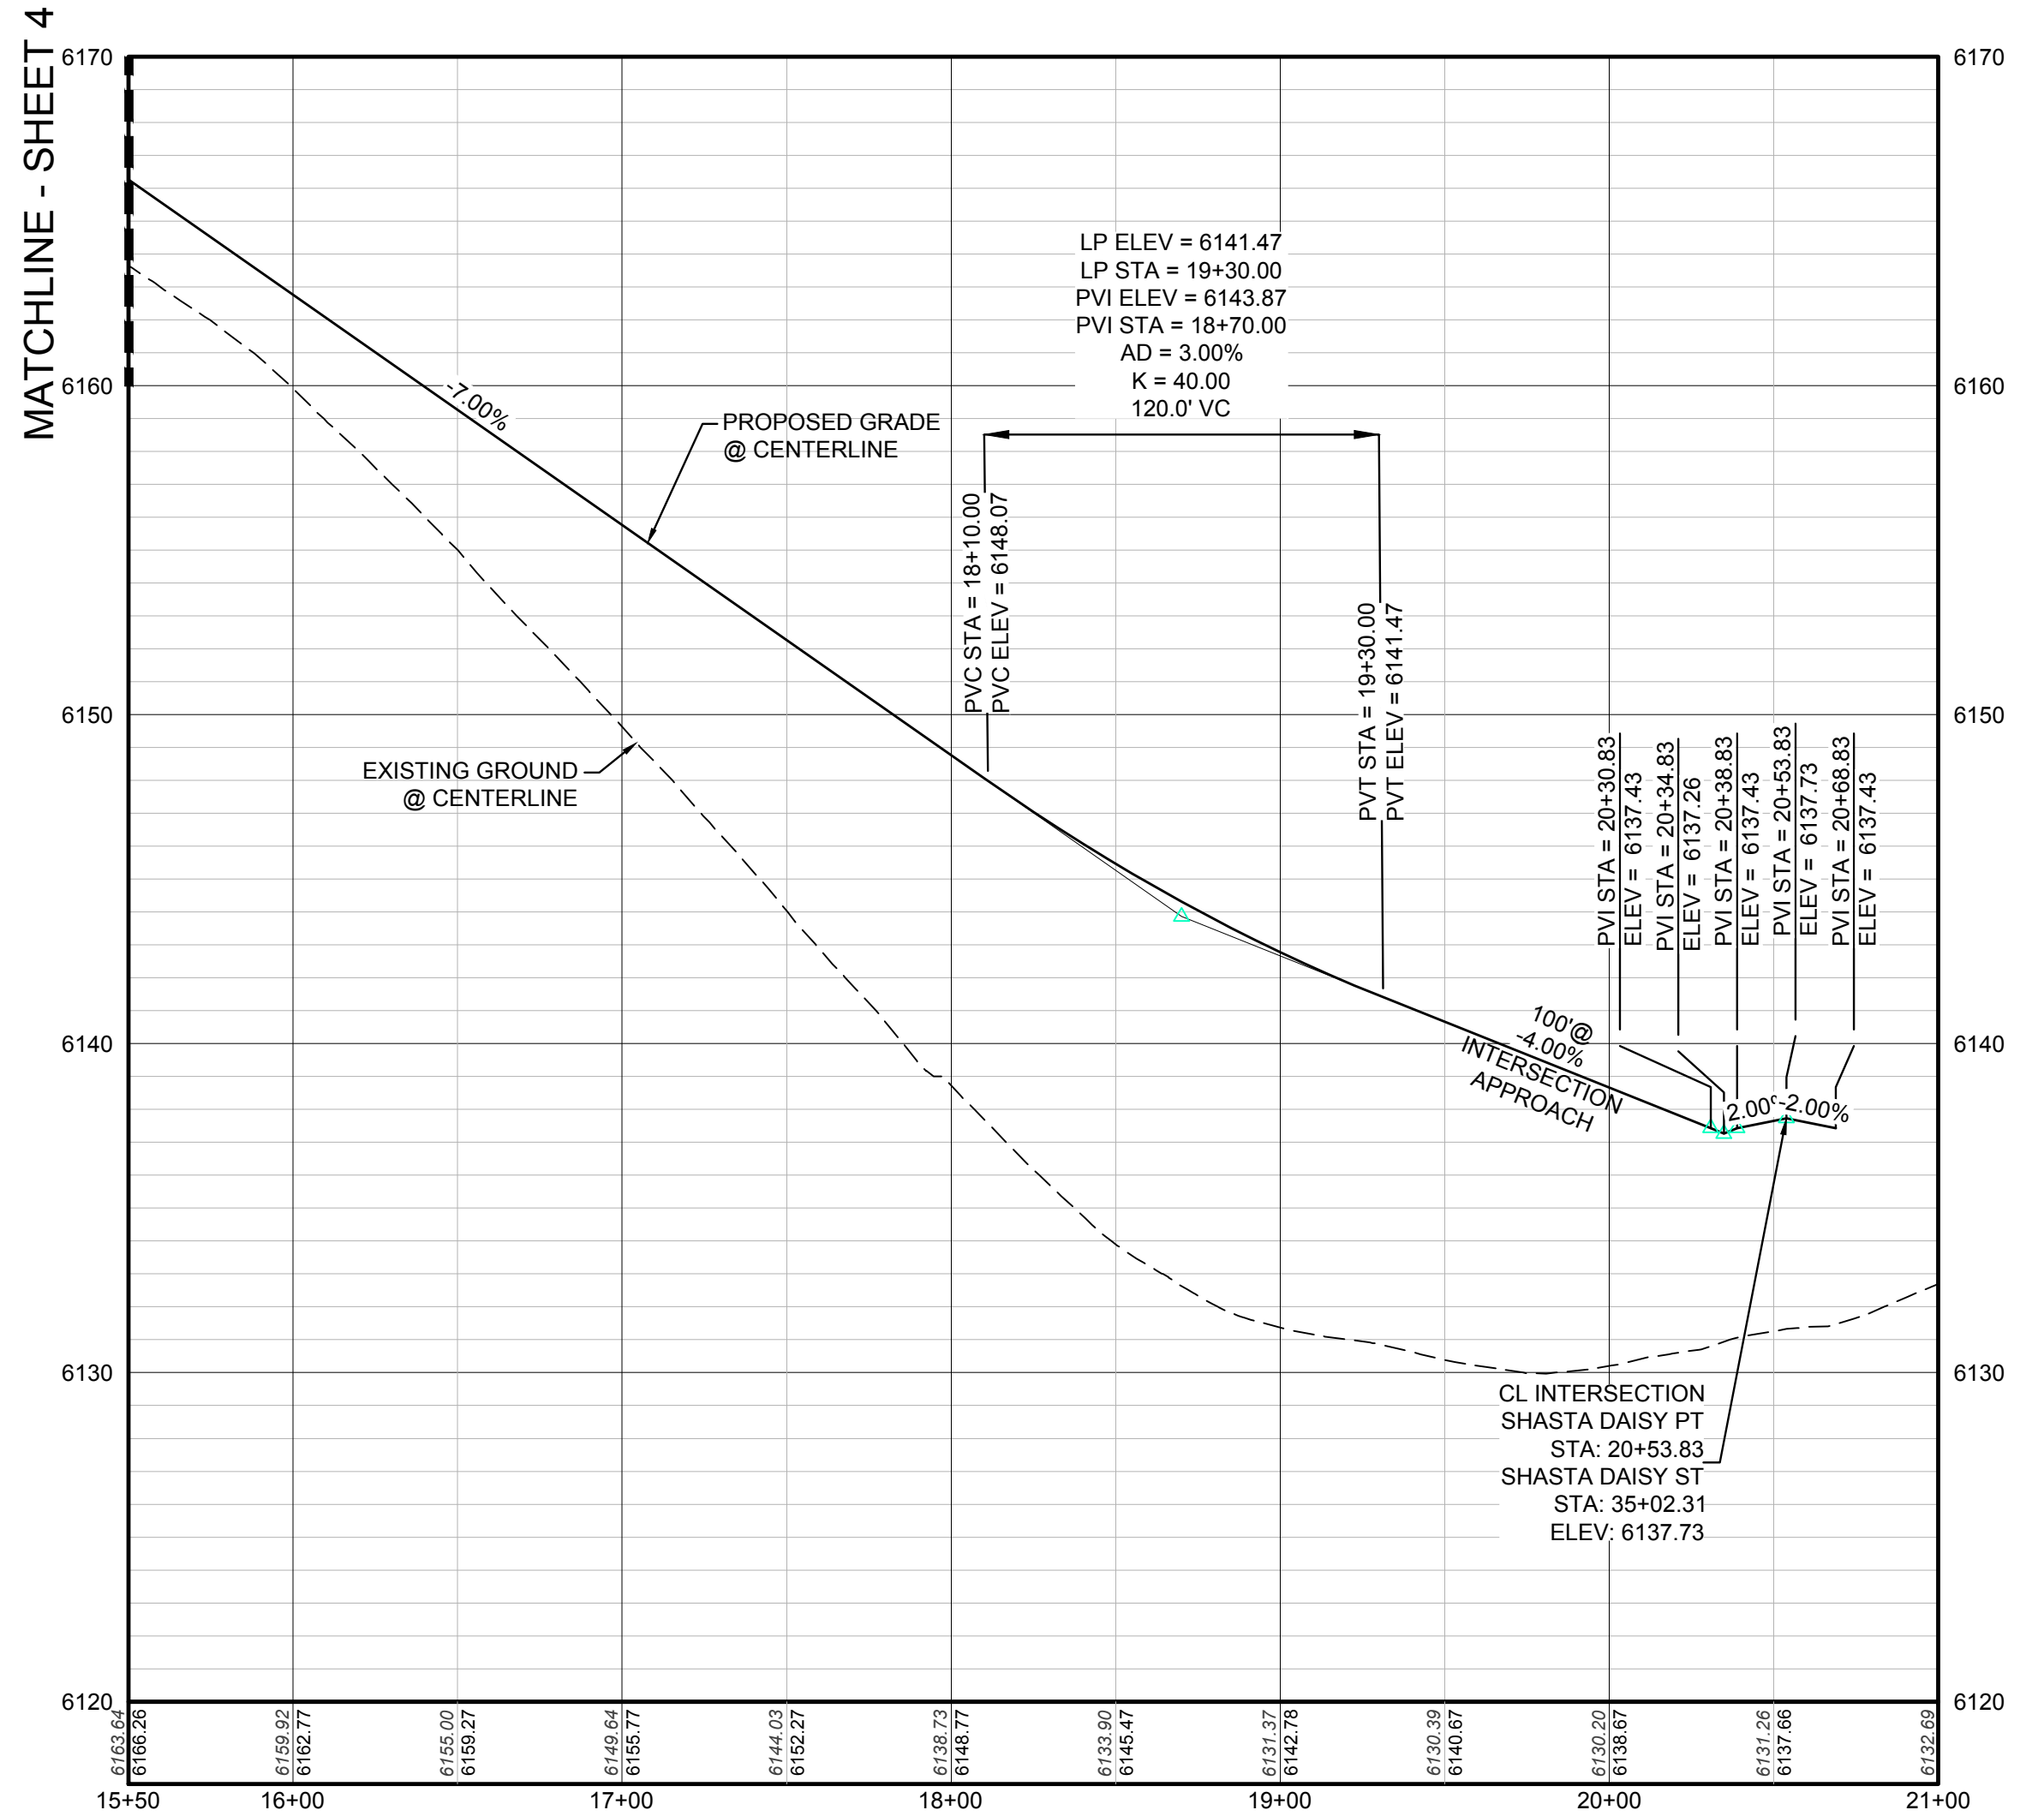 MATCHLINE - SHEET 4
6170
6170
6160
6160
6150
6150
6140
6140
6130
6130
6120
6120
LP ELEV = 6141.47
LP STA = 19+30.00
PVI ELEV = 6143.87
PVI STA = 18+70.00
AD = 3.00%
K = 40.00
120.0' VC
-7.00%
PROPOSED GRADE
@ CENTERLINE
EXISTING GROUND
@ CENTERLINE
PVC STA = 18+10.00
PVC ELEV = 6148.07
PVT STA = 19+30.00
PVT ELEV = 6141.47
PVI STA = 20+30.83
ELEV = 6137.43
PVI STA = 20+34.83
ELEV = 6137.26
PVI STA = 20+38.83
ELEV = 6137.43
PVI STA = 20+53.83
ELEV = 6137.73
PVI STA = 20+68.83
ELEV = 6137.43
100'@
-4.00%
INTERSECTION
APPROACH
2.00%
-2.00%
CL INTERSECTION
SHASTA DAISY PT
STA: 20+53.83
SHASTA DAISY ST
STA: 35+02.31
ELEV: 6137.73
6163.64
6166.26
6159.92
6162.77
6155.00
6159.27
6149.64
6155.77
6144.03
6152.27
6138.73
6148.77
6133.90
6145.47
6131.37
6142.78
6130.39
6140.67
6130.20
6138.67
6131.26
6137.66
6132.69
15+50
16+00
17+00
18+00
19+00
20+00
21+00